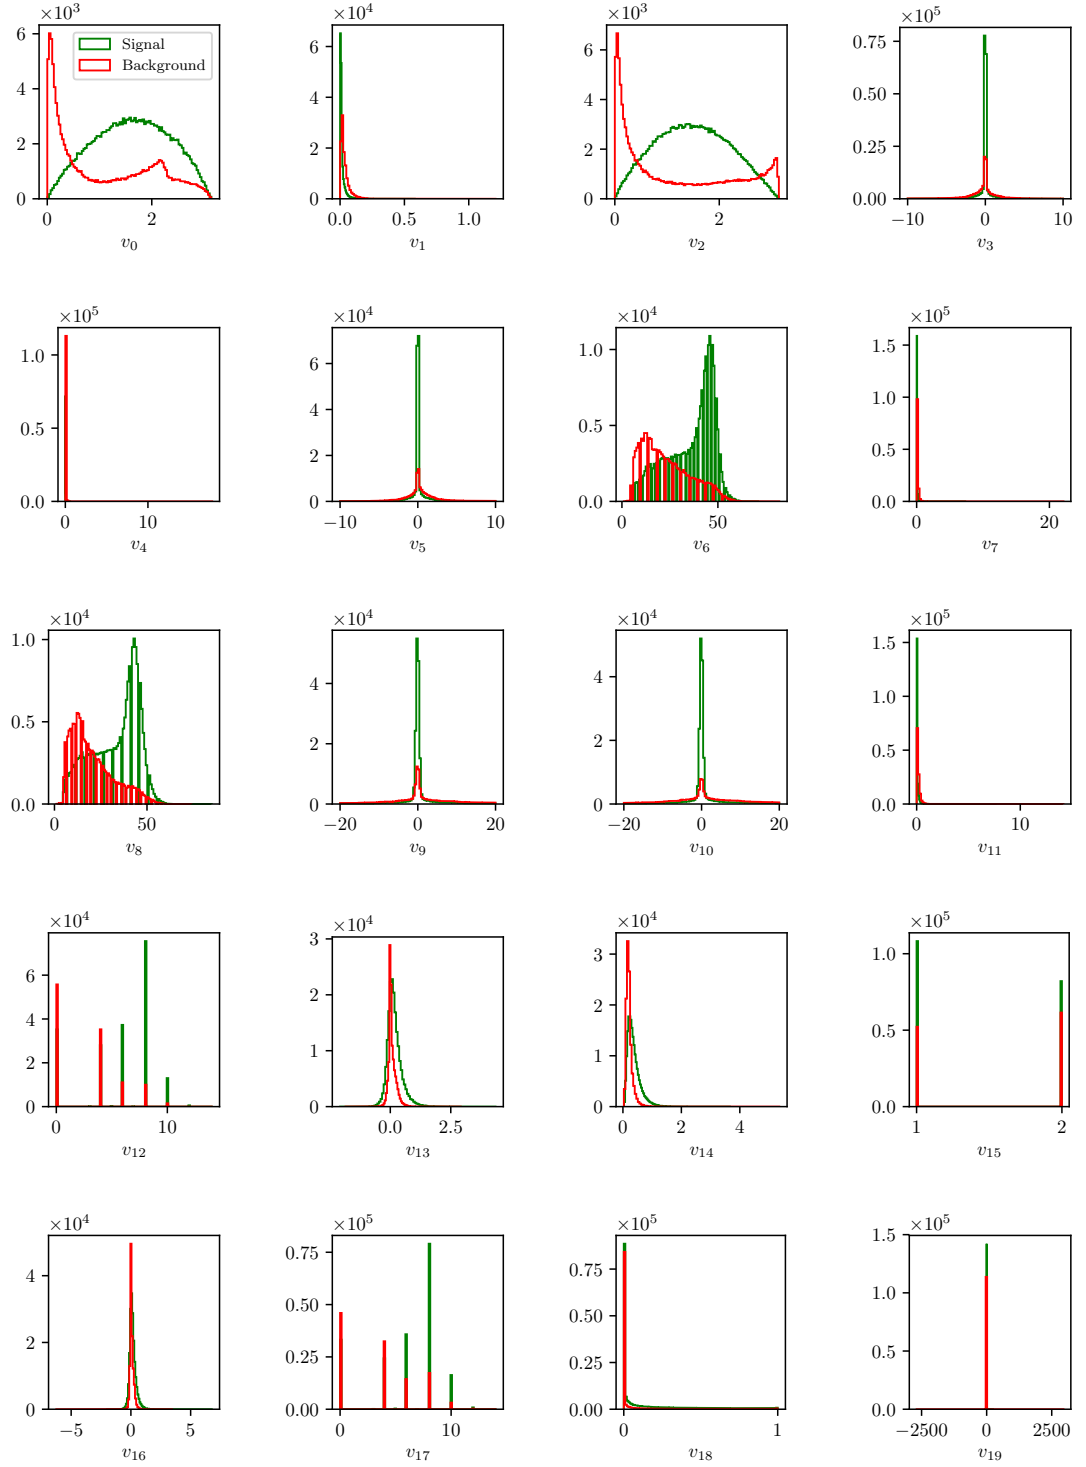 ×10³ ×10⁴ ×10³ ×10⁵
6
4
2
0
0 2
v₀
Signal
Background
6
4
2
0
0.0 0.5 1.0
v₁
6
4
2
0
0 2
v₂
0.75
0.50
0.25
0.00
−10 0 10
v₃
×10⁵ ×10⁴ ×10⁴ ×10⁵
1.0
0.5
0.0
0 10
v₄
6
4
2
0
−10 0 10
v₅
1.0
0.5
0.0
0 50
v₆
1.5
1.0
0.5
0.0
0 20
v₇
×10⁴ ×10⁴ ×10⁴ ×10⁵
1.0
0.5
0.0
0 50
v₈
4
2
0
−20 0 20
v₉
4
2
0
−20 0 20
v₁₀
1.5
1.0
0.5
0.0
0 10
v₁₁
×10⁴ ×10⁴ ×10⁴ ×10⁵
6
4
2
0
0 10
v₁₂
3
2
1
0
0.0 2.5
v₁₃
3
2
1
0
0 2 4
v₁₄
1.0
0.5
0.0
1 2
v₁₅
×10⁴ ×10⁵ ×10⁵ ×10⁵
4
2
0
−5 0 5
v₁₆
0.75
0.50
0.25
0.00
0 10
v₁₇
0.75
0.50
0.25
0.00
0 1
v₁₈
1.5
1.0
0.5
0.0
−2500 0 2500
v₁₉